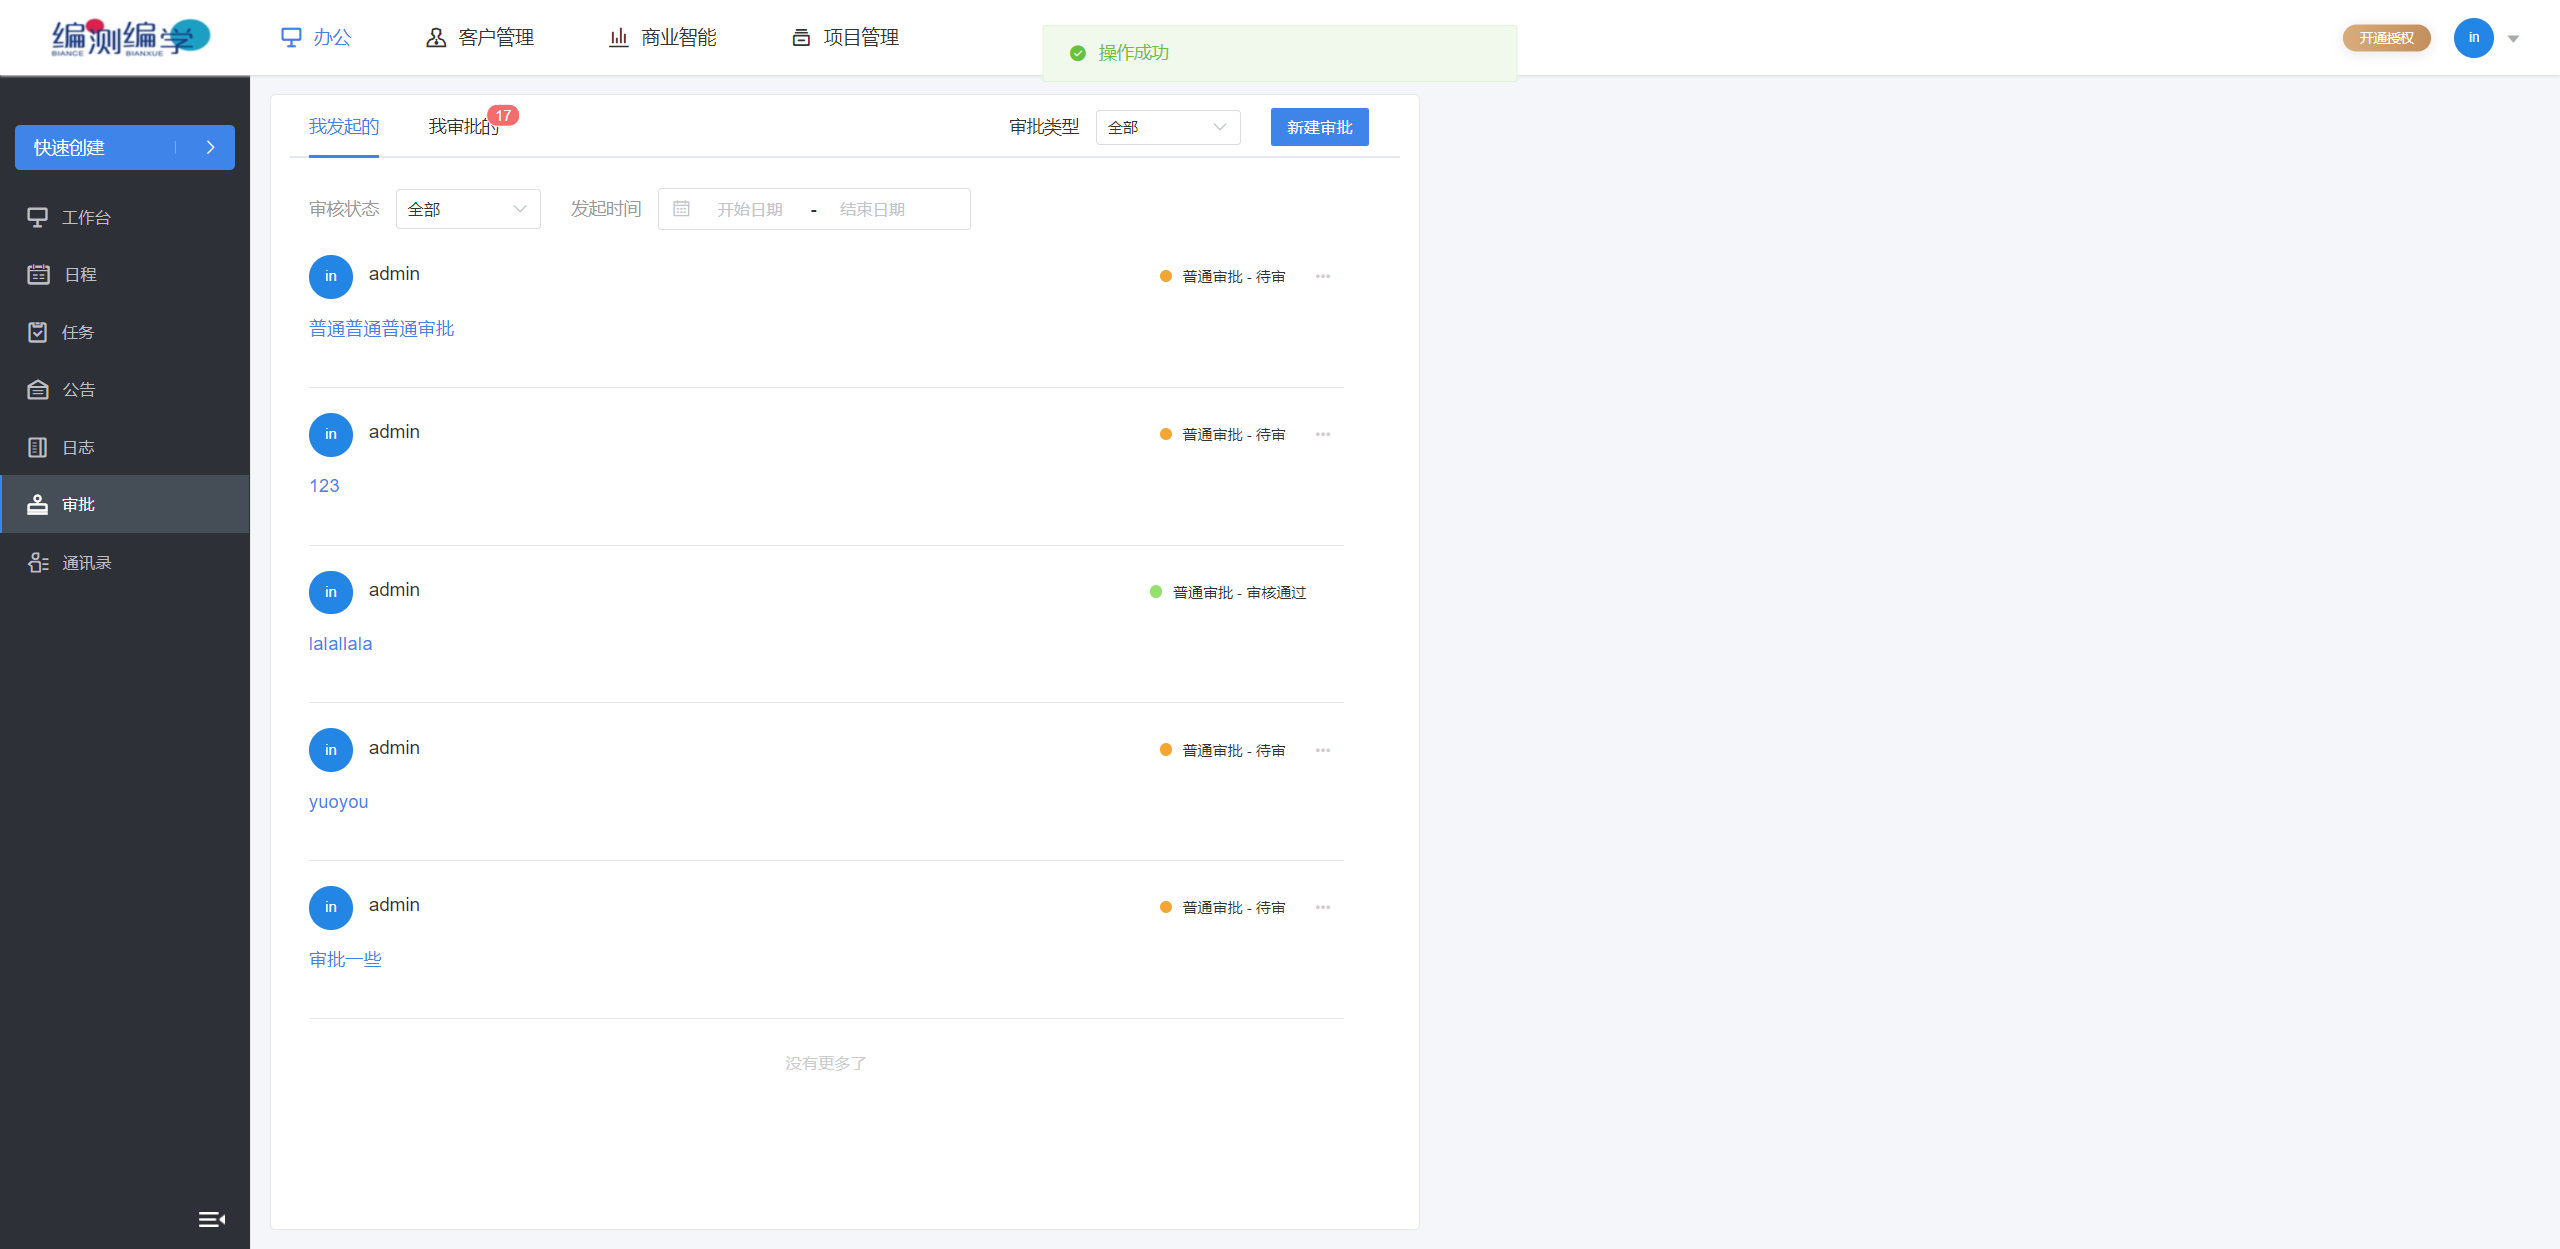 编测编学
BIANCE BIANXUE
办公
客户管理
商业智能
项目管理
操作成功
开通授权
in
快速创建
工作台
日程
任务
公告
日志
审批
通讯录
我发起的
我审批的
17
审批类型
全部
新建审批
审核状态
全部
发起时间
开始日期 - 结束日期
in
admin
普通审批 - 待审
普通普通普通审批
in
admin
普通审批 - 待审
123
in
admin
普通审批 - 审核通过
lalallala
in
admin
普通审批 - 待审
yuoyou
in
admin
普通审批 - 待审
审批一些
没有更多了